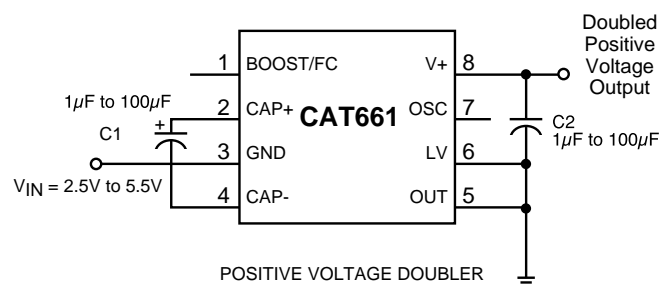 Doubled
Positive
Voltage
Output
1 BOOST/FC V+ 8
1µF to 100µF
2 CAP+ CAT661 OSC 7
C1 +
C2
1µF to 100µF
3 GND LV 6
VIN = 2.5V to 5.5V
4 CAP- OUT 5
POSITIVE VOLTAGE DOUBLER